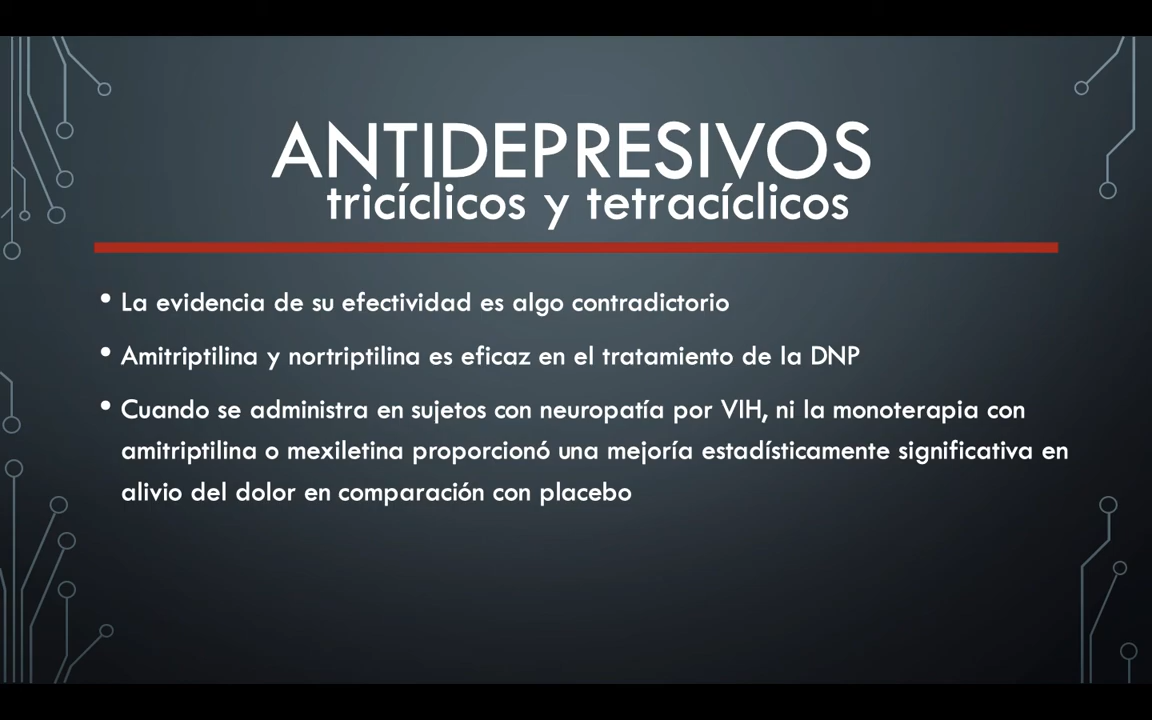 ANTIDEPRESIVOS
tricíclicos y tetracíclicos
• La evidencia de su efectividad es algo contradictorio
• Amitriptilina y nortriptilina es eficaz en el tratamiento de la DNP
• Cuando se administra en sujetos con neuropatía por VIH, ni la monoterapia con
amitriptilina o mexiletina proporcionó una mejoría estadísticamente significativa en
alivio del dolor en comparación con placebo